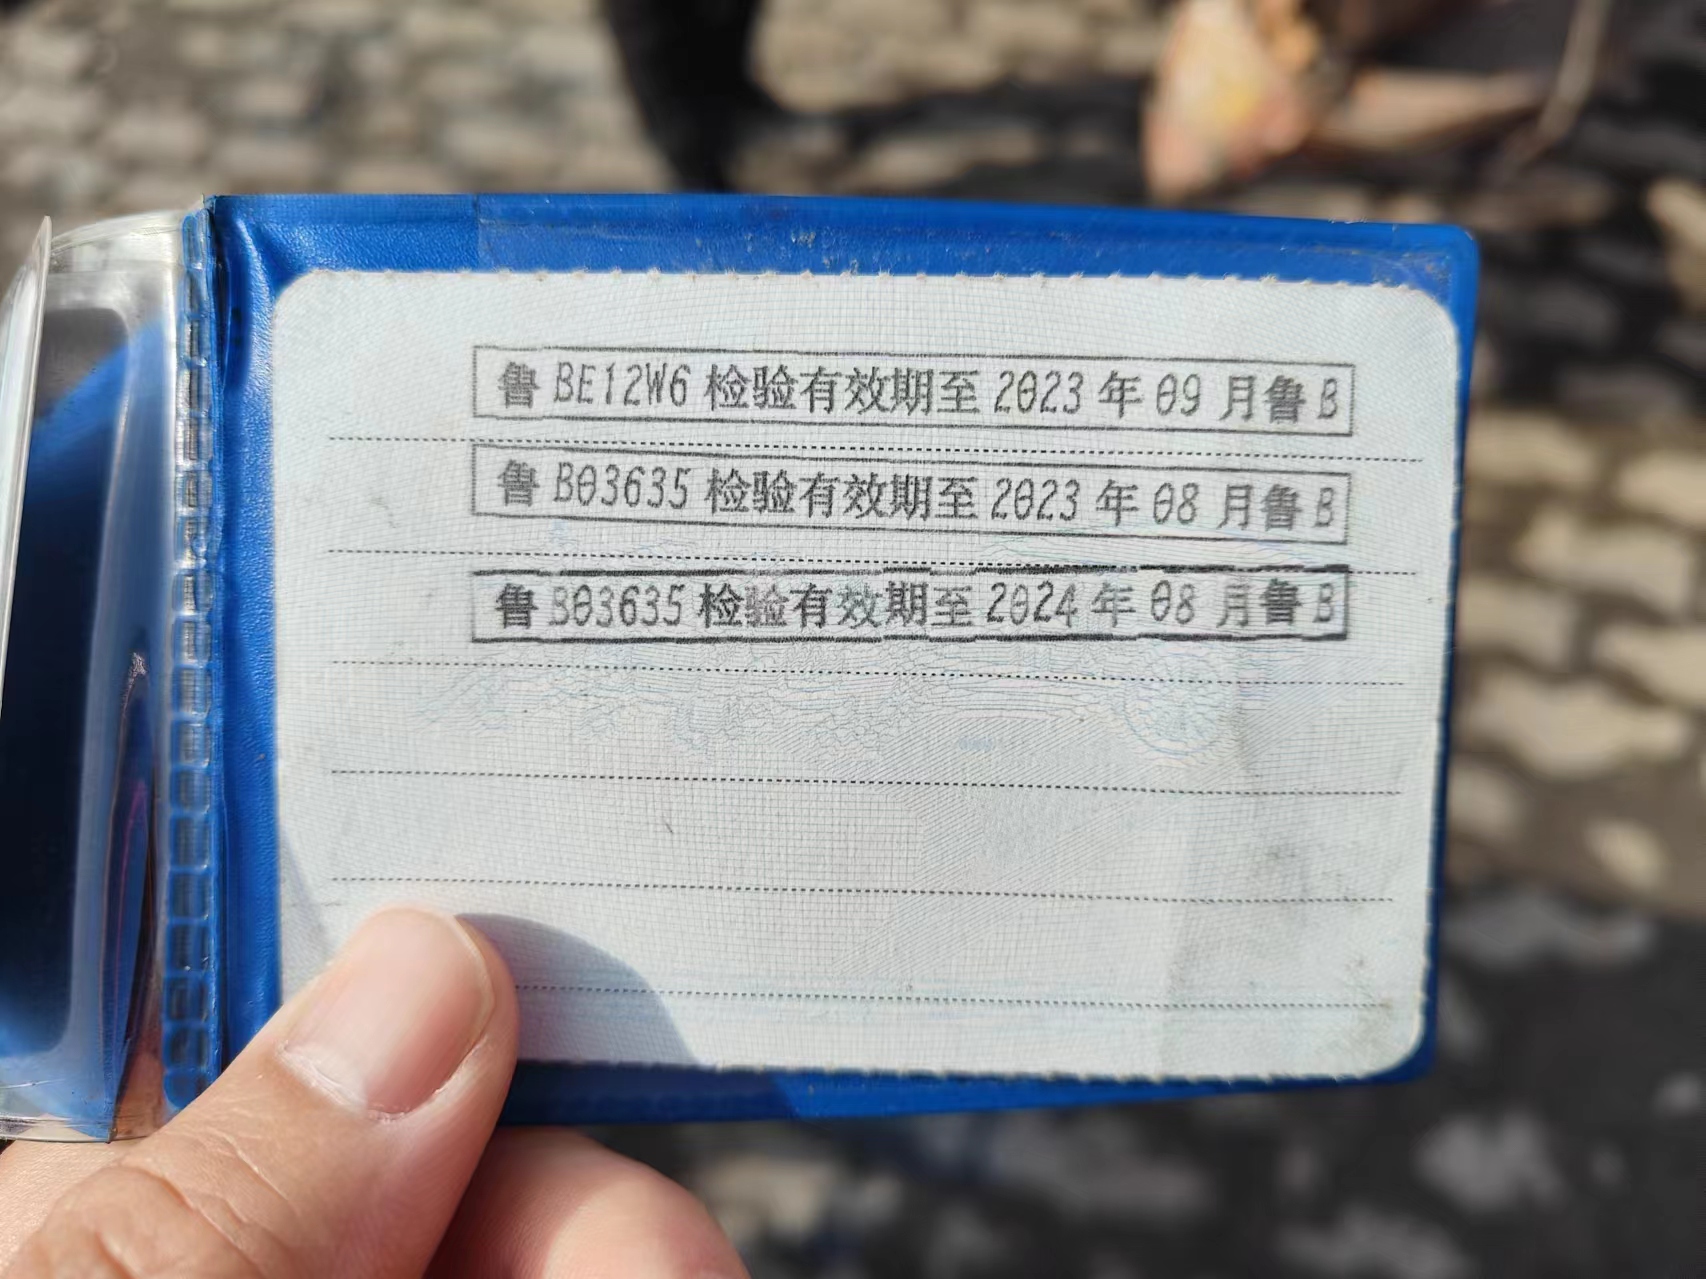 鲁 BE12W6 检验有效期至 2023 年 09 月鲁 B
鲁 B03635 检验有效期至 2023 年 08 月鲁 B
鲁 B03635 检验有效期至 2024 年 08 月鲁 B